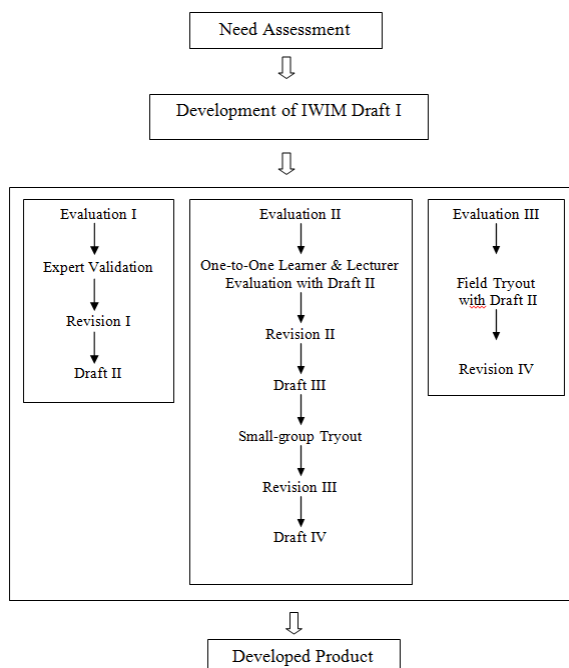 Need Assessment
Development of IWIM Draft I
Evaluation I
Expert Validation
Revision I
Draft II
Evaluation II
One-to-One Learner & Lecturer
Evaluation with Draft II
Revision II
Draft III
Small-group Tryout
Revision III
Draft IV
Evaluation III
Field Tryout
with Draft II
Revision IV
Developed Product